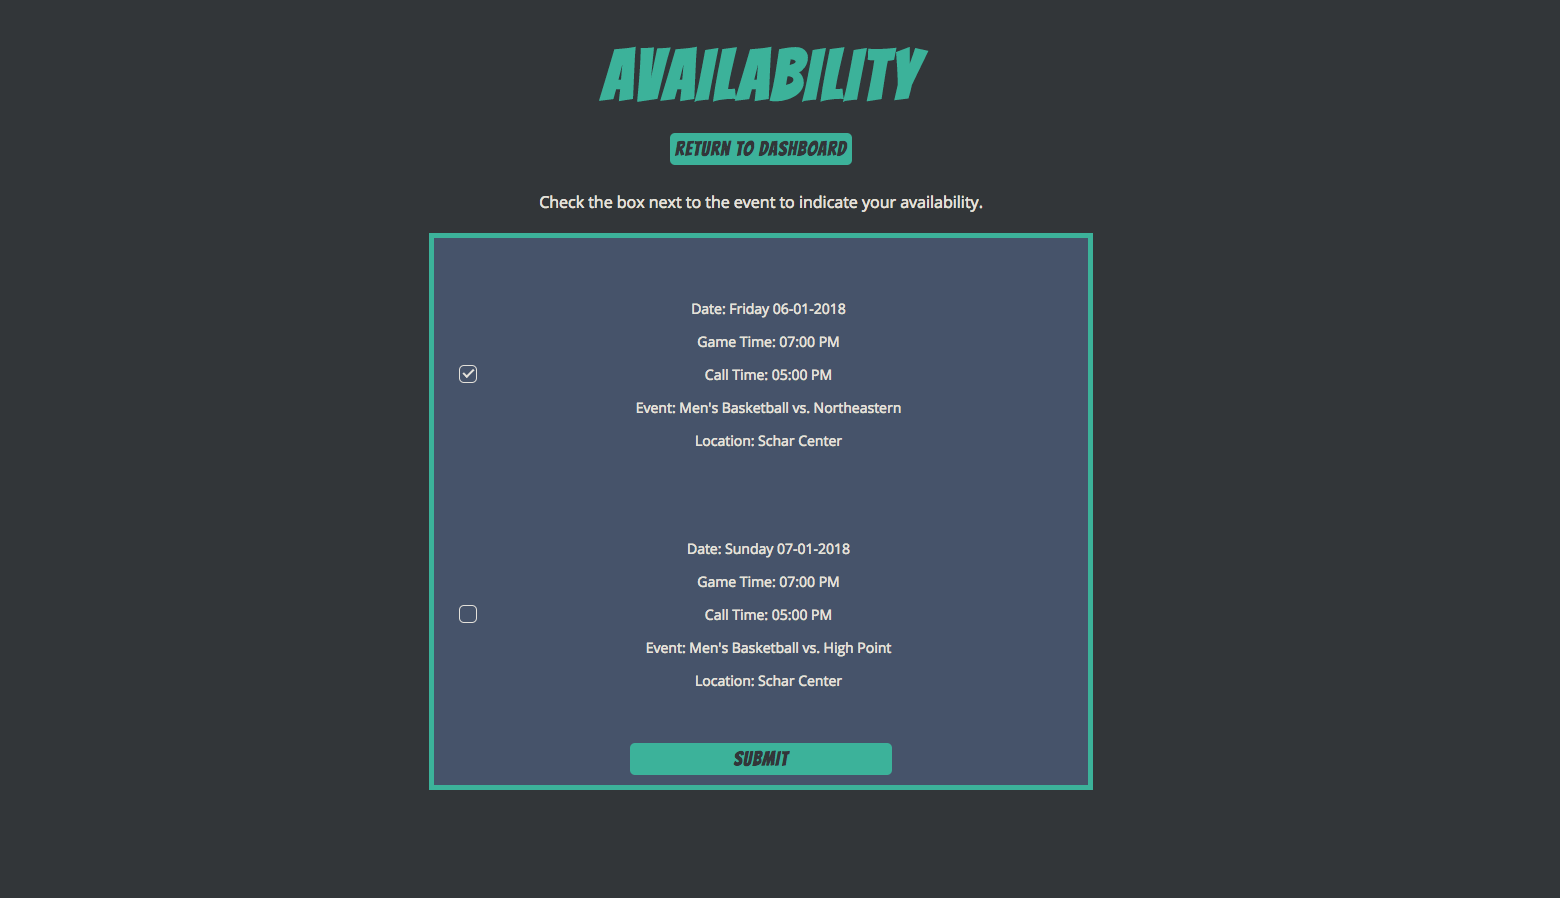 AVAILABILITY
RETURN TO DASHBOARD
Check the box next to the event to indicate your availability.
Date: Friday 06-01-2018
Game Time: 07:00 PM
Call Time: 05:00 PM
Event: Men's Basketball vs. Northeastern
Location: Schar Center
Date: Sunday 07-01-2018
Game Time: 07:00 PM
Call Time: 05:00 PM
Event: Men's Basketball vs. High Point
Location: Schar Center
SUBMIT